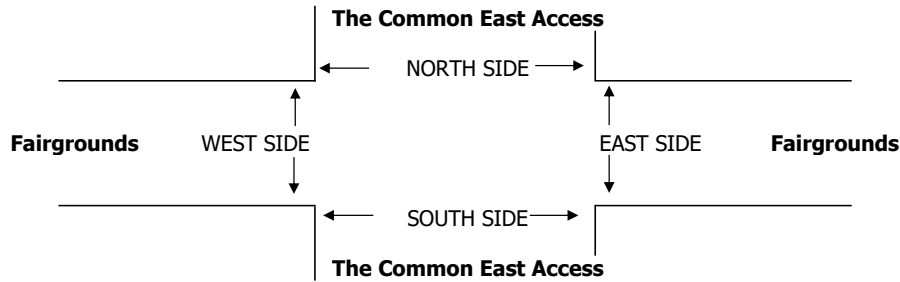 The Common East Access
NORTH SIDE
Fairgrounds WEST SIDE EAST SIDE Fairgrounds
SOUTH SIDE
The Common East Access